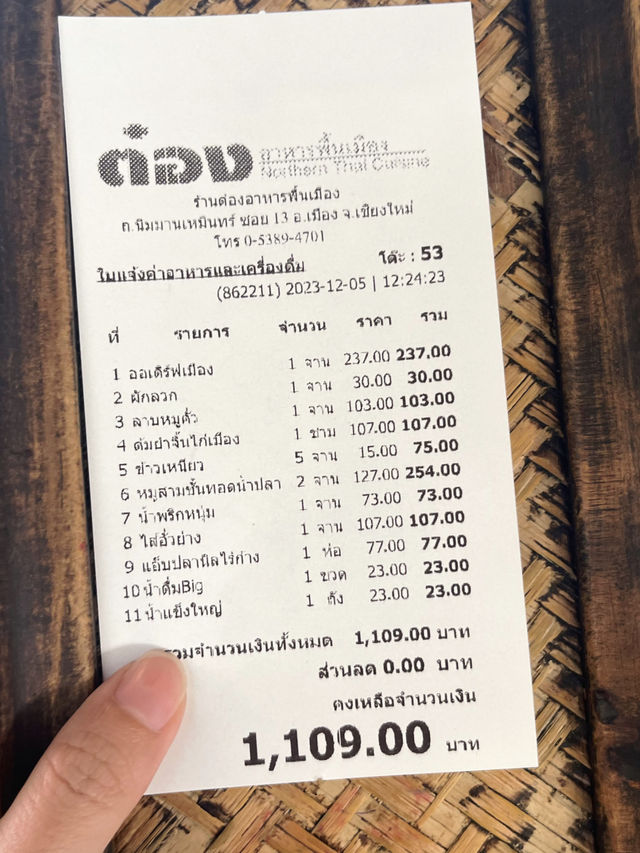 ต๋อง อาหารพื้นเมือง
Northern Thai Cuisine
ร้านต๋องอาหารพื้นเมือง
ถ.นิมมานเหมินทร์ ซอย 13 อ.เมือง จ.เชียงใหม่
โทร 0-5389-4701
ใบแจ้งค่าอาหารและเครื่องดื่ม โต๊ะ : 53
(862211) 2023-12-05 | 12:24:23
ที่ รายการ จำนวน ราคา รวม
1 ออเดิร์ฟเมือง 1 จาน 237.00 237.00
2 ผักลวก 1 จาน 30.00 30.00
3 ลาบหมูคั่ว 1 จาน 103.00 103.00
4 ต้มยำจิ้นไก่เมือง 1 ชาม 107.00 107.00
5 ข้าวเหนียว 5 จาน 15.00 75.00
6 หมูสามชั้นทอดน้ำปลา 2 จาน 127.00 254.00
7 น้ำพริกหนุ่ม 1 จาน 73.00 73.00
8 ไส้อั่วย่าง 1 จาน 107.00 107.00
9 แอ็บปลานิลไร้ก้าง 1 ห่อ 77.00 77.00
10 น้ำดื่มBig 1 ขวด 23.00 23.00
11 น้ำแข็งใหญ่ 1 ถัง 23.00 23.00
รวมจำนวนเงินทั้งหมด 1,109.00 บาท
ส่วนลด 0.00 บาท
คงเหลือจำนวนเงิน
1,109.00 บาท